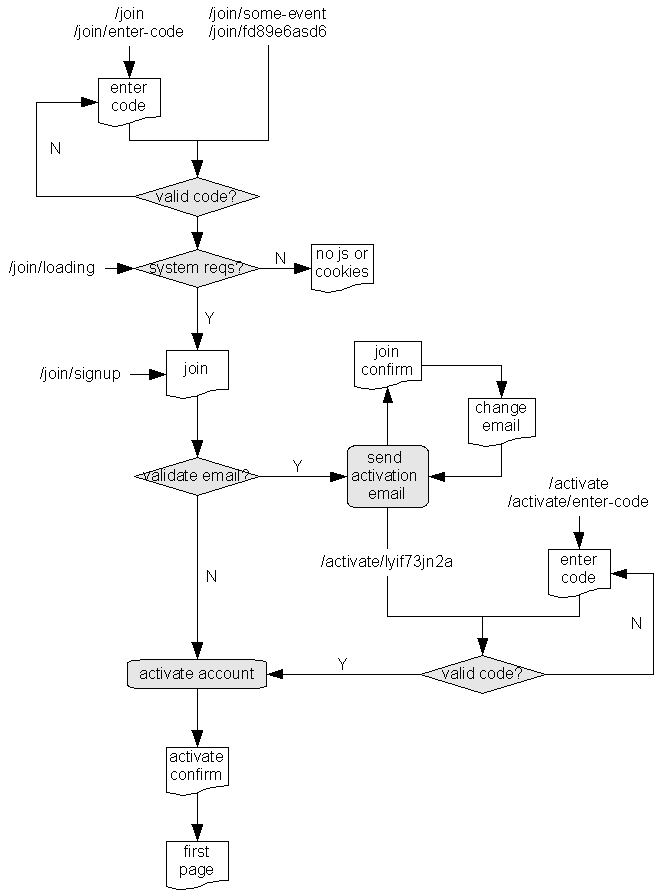 /join
/join/enter-code
/join/some-event
/join/fd89e6asd6
enter
code
N
valid code?
/join/loading
system reqs?
N
no js or
cookies
Y
/join/signup
join
join
confirm
change
email
validate email?
Y
send
activation
email
/activate
/activate/enter-code
/activate/lyif73jn2a
enter
code
N
N
activate account
Y
valid code?
activate
confirm
first
page